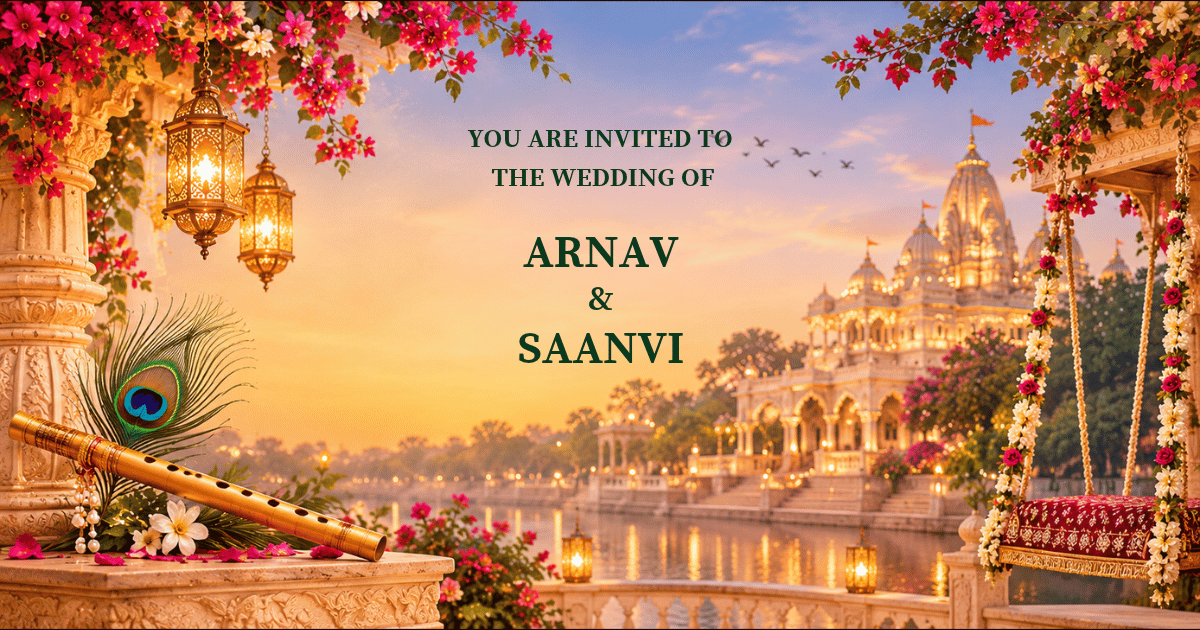 YOU ARE INVITED TO
THE WEDDING OF
ARNAV
&
SAANVI